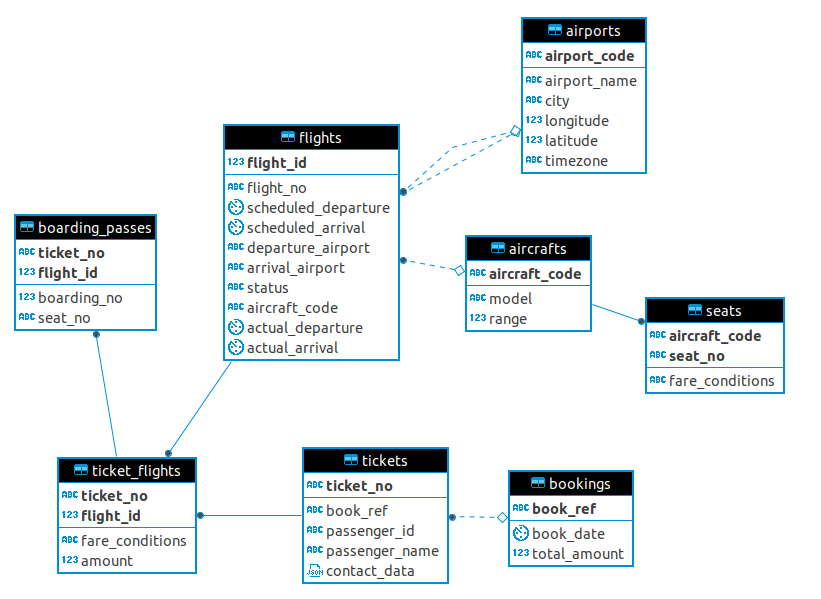 airports
ABC airport_code
ABC airport_name
ABC city
123 longitude
123 latitude
ABC timezone
flights
123 flight_id
ABC flight_no
scheduled_departure
scheduled_arrival
ABC departure_airport
ABC arrival_airport
ABC status
ABC aircraft_code
actual_departure
actual_arrival
boarding_passes
ABC ticket_no
123 flight_id
123 boarding_no
ABC seat_no
aircrafts
ABC aircraft_code
ABC model
123 range
seats
ABC aircraft_code
ABC seat_no
ABC fare_conditions
ticket_flights
ABC ticket_no
123 flight_id
ABC fare_conditions
123 amount
tickets
ABC ticket_no
ABC book_ref
ABC passenger_id
ABC passenger_name
JSON contact_data
bookings
ABC book_ref
book_date
123 total_amount